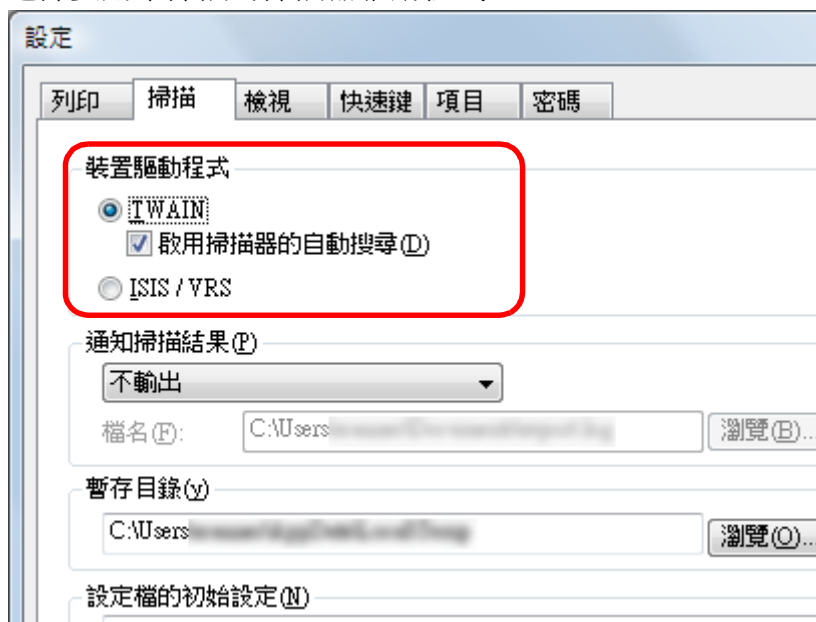 設定
列印 掃描 檢視 快速鍵 項目 密碼
裝置驅動程式
TWAIN
啟用掃描器的自動搜尋(D)
ISIS / VRS
通知掃描結果(P)
不輸出
檔名(F): C:\Users 瀏覽(B)...
暫存目錄(y)
C:\Users 瀏覽(O)...
設定檔的初始設定(N)